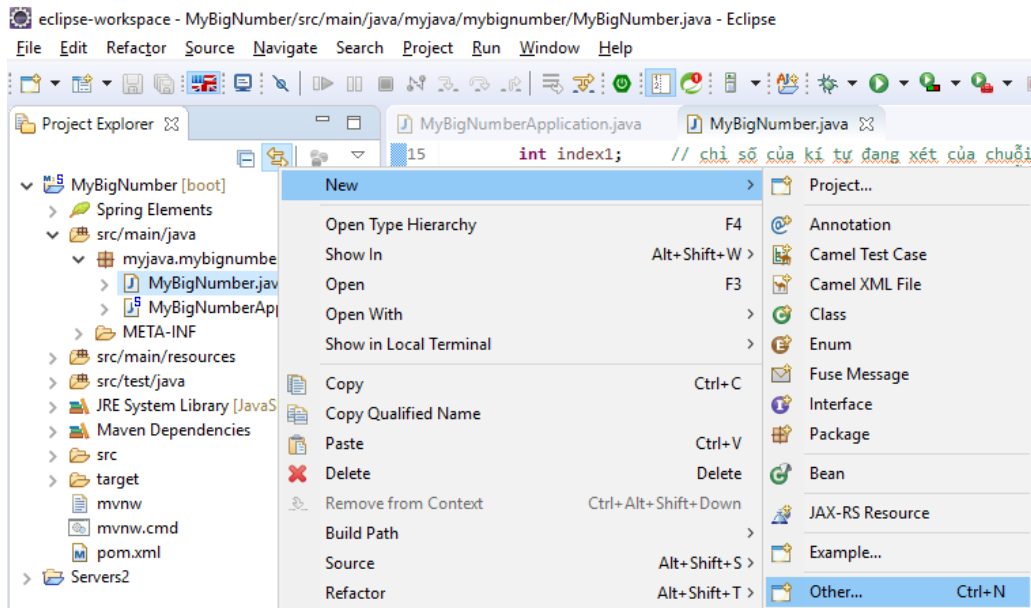 eclipse-workspace - MyBigNumber/src/main/java/myjava/mybignumber/MyBigNumber.java - Eclipse
File Edit Refactor Source Navigate Search Project Run Window Help
Project Explorer
MyBigNumberApplication.java
MyBigNumber.java
15 int index1; // chỉ số của kí tự đang xét của chuỗi
MyBigNumber [boot]
Spring Elements
src/main/java
myjava.mybignumbe
MyBigNumber.jav
MyBigNumberAp
META-INF
src/main/resources
src/test/java
JRE System Library [JavaS
Maven Dependencies
src
target
mvnw
mvnw.cmd
pom.xml
Servers2
New
Open Type Hierarchy F4
Show In Alt+Shift+W >
Open F3
Open With
Show in Local Terminal
Copy Ctrl+C
Copy Qualified Name
Paste Ctrl+V
Delete Delete
Remove from Context Ctrl+Alt+Shift+Down
Build Path
Source Alt+Shift+S >
Refactor Alt+Shift+T >
Project...
Annotation
Camel Test Case
Camel XML File
Class
Enum
Fuse Message
Interface
Package
Bean
JAX-RS Resource
Example...
Other... Ctrl+N